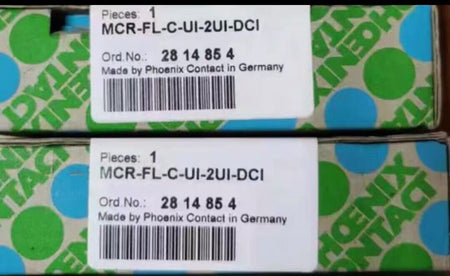 Pieces: 1
MCR-FL-C-UI-2UI-DCI
Ord.No.: 28 14 85 4
Made by Phoenix Contact in Germany
PHOENIX
CONTACT
Pieces: 1
MCR-FL-C-UI-2UI-DCI
Ord.No.: 28 14 85 4
Made by Phoenix Contact in Germany
PHOENIX
CONTACT